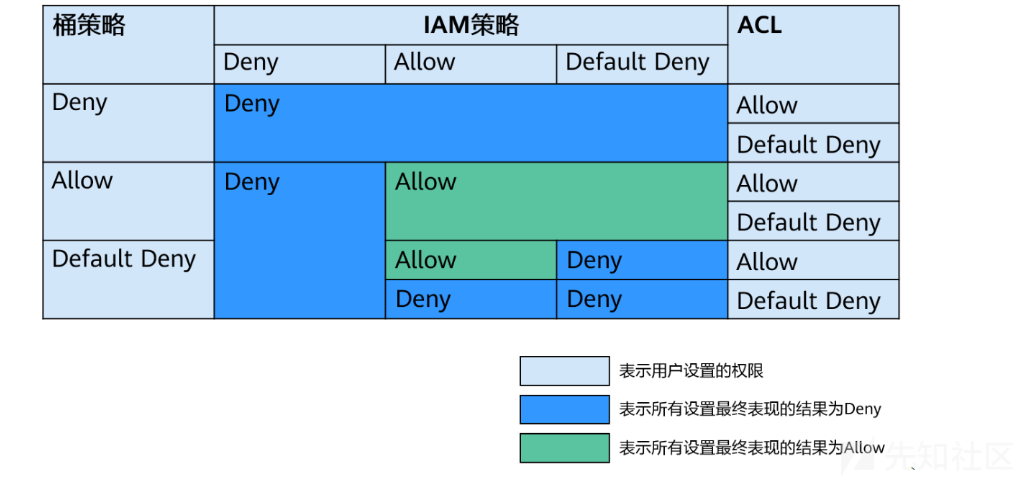 桶策略 IAM策略 ACL
Deny Allow Default Deny
Deny Deny Allow
Default Deny
Allow Deny Allow Allow
Default Deny
Default Deny Allow Deny Allow
Deny Deny Default Deny
表示用户设置的权限
表示所有设置最终表现的结果为Deny
表示所有设置最终表现的结果为Allow
先知社区